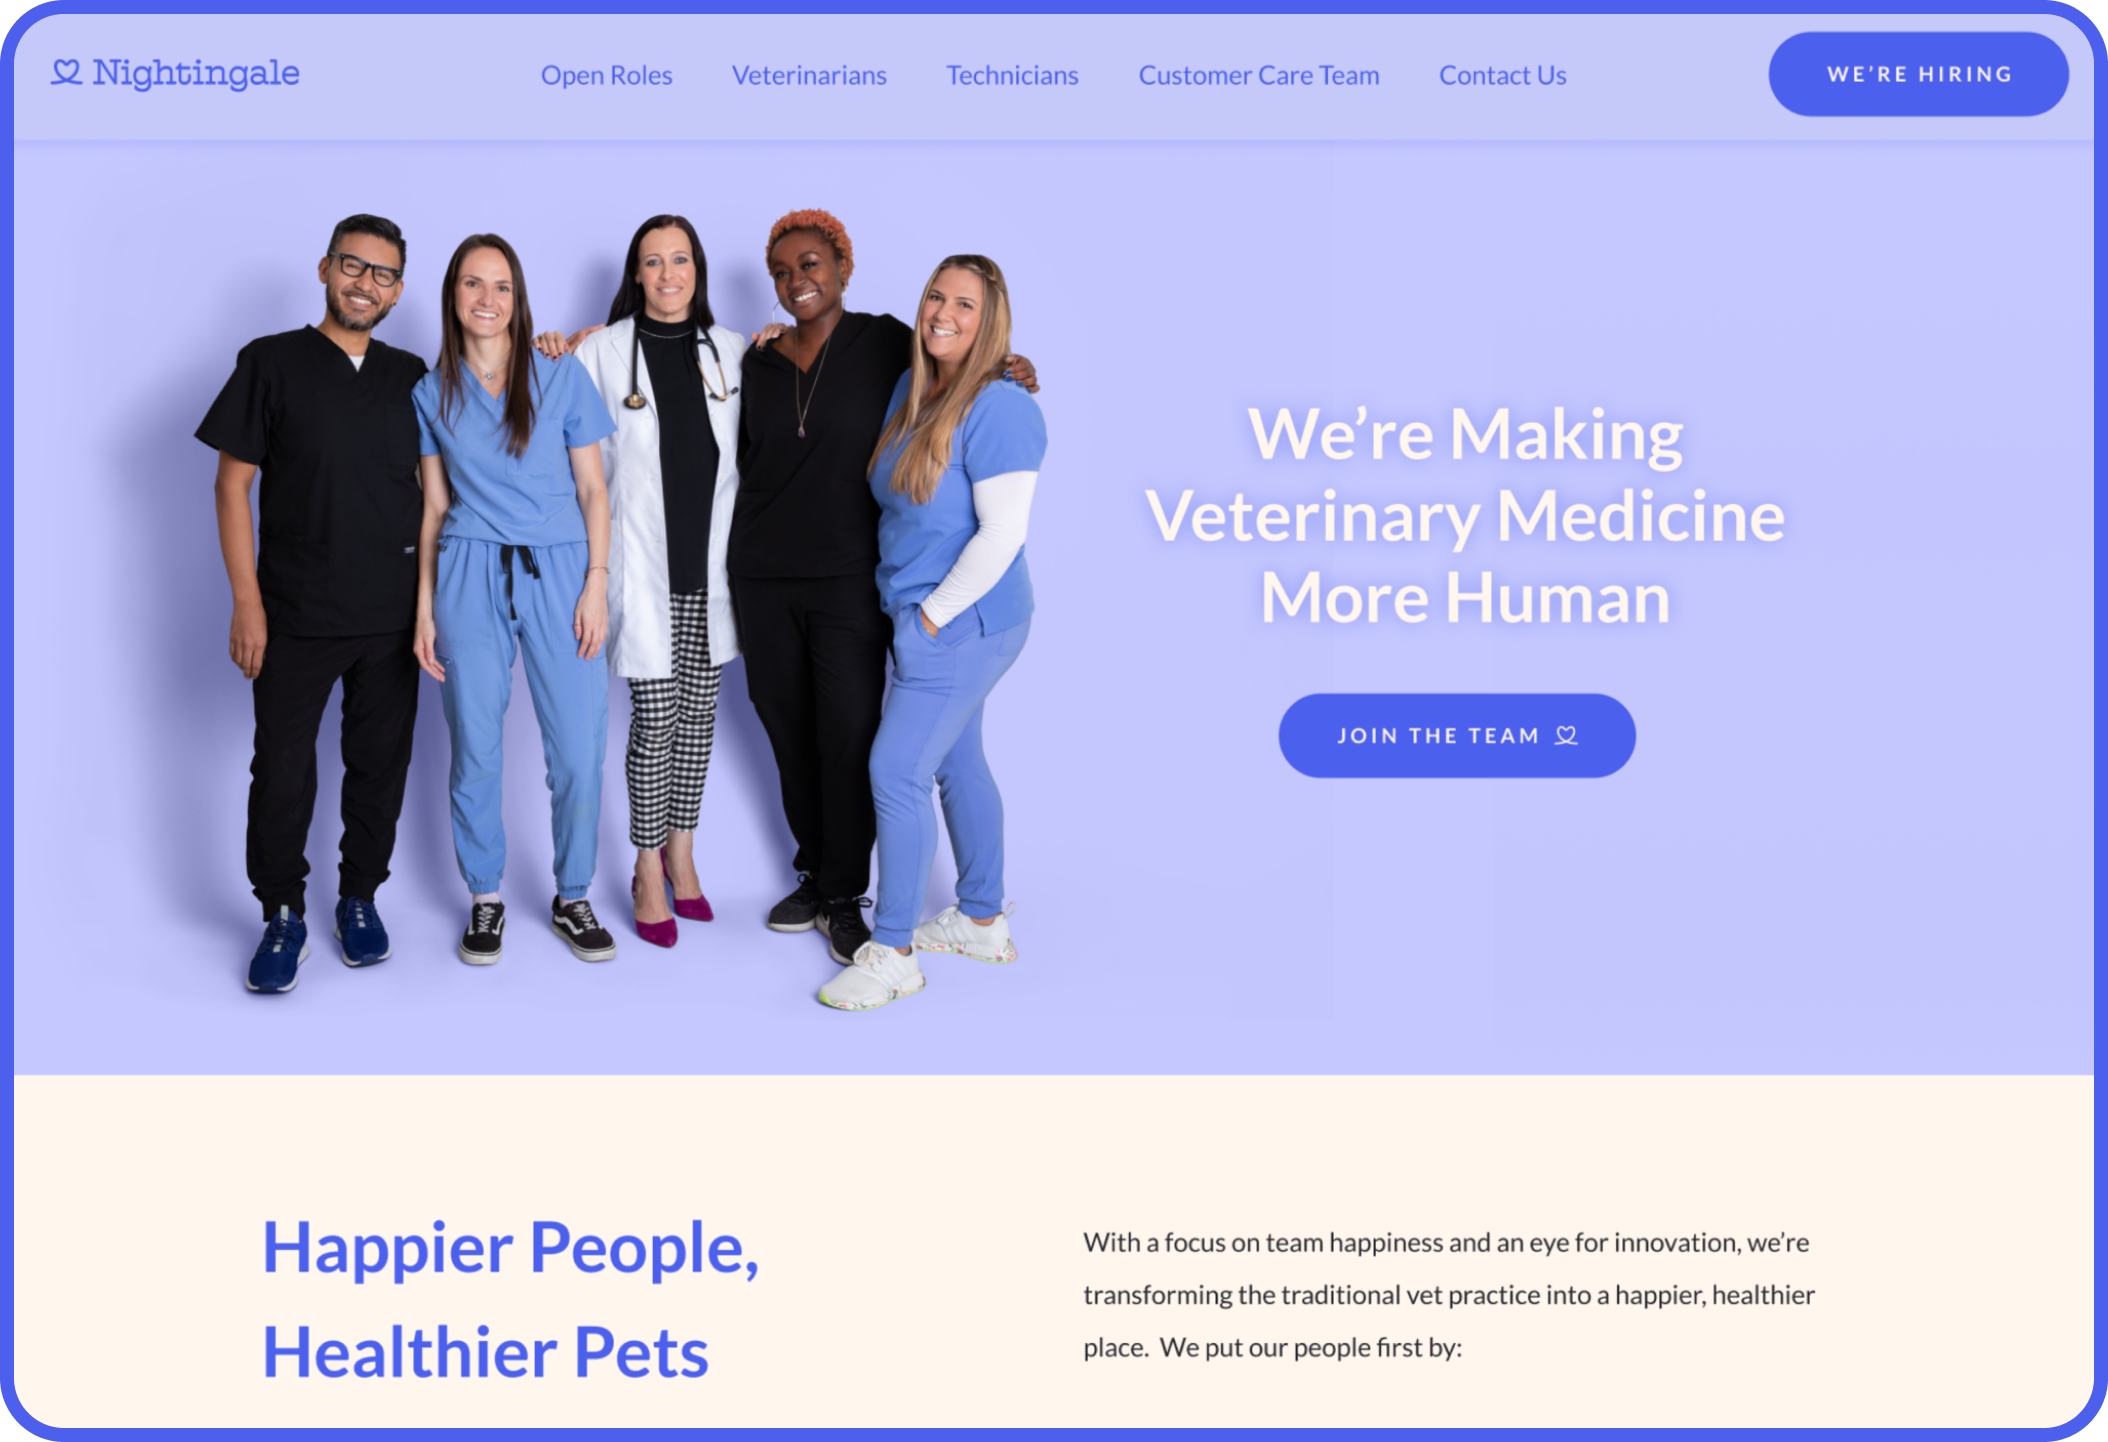 Nightingale
Open Roles
Veterinarians
Technicians
Customer Care Team
Contact Us
WE’RE HIRING
We’re Making
Veterinary Medicine
More Human
JOIN THE TEAM
Happier People,
Healthier Pets
With a focus on team happiness and an eye for innovation, we’re
transforming the traditional vet practice into a happier, healthier
place.  We put our people first by: